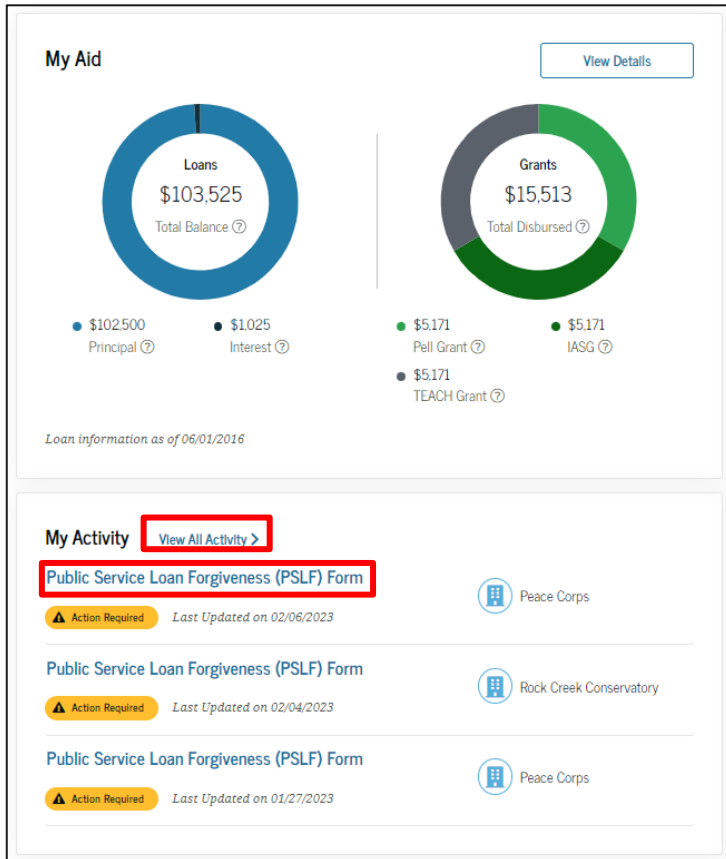 My Aid
View Details
Loans
$103,525
Total Balance ?
Grants
$15,513
Total Disbursed ?
$102,500
Principal ?
$1,025
Interest ?
$5,171
Pell Grant ?
$5,171
IASG ?
$5,171
TEACH Grant ?
Loan information as of 06/01/2016
My Activity View All Activity >
Public Service Loan Forgiveness (PSLF) Form
Action Required Last Updated on 02/06/2023
Peace Corps
Public Service Loan Forgiveness (PSLF) Form
Action Required Last Updated on 02/04/2023
Rock Creek Conservatory
Public Service Loan Forgiveness (PSLF) Form
Action Required Last Updated on 01/27/2023
Peace Corps